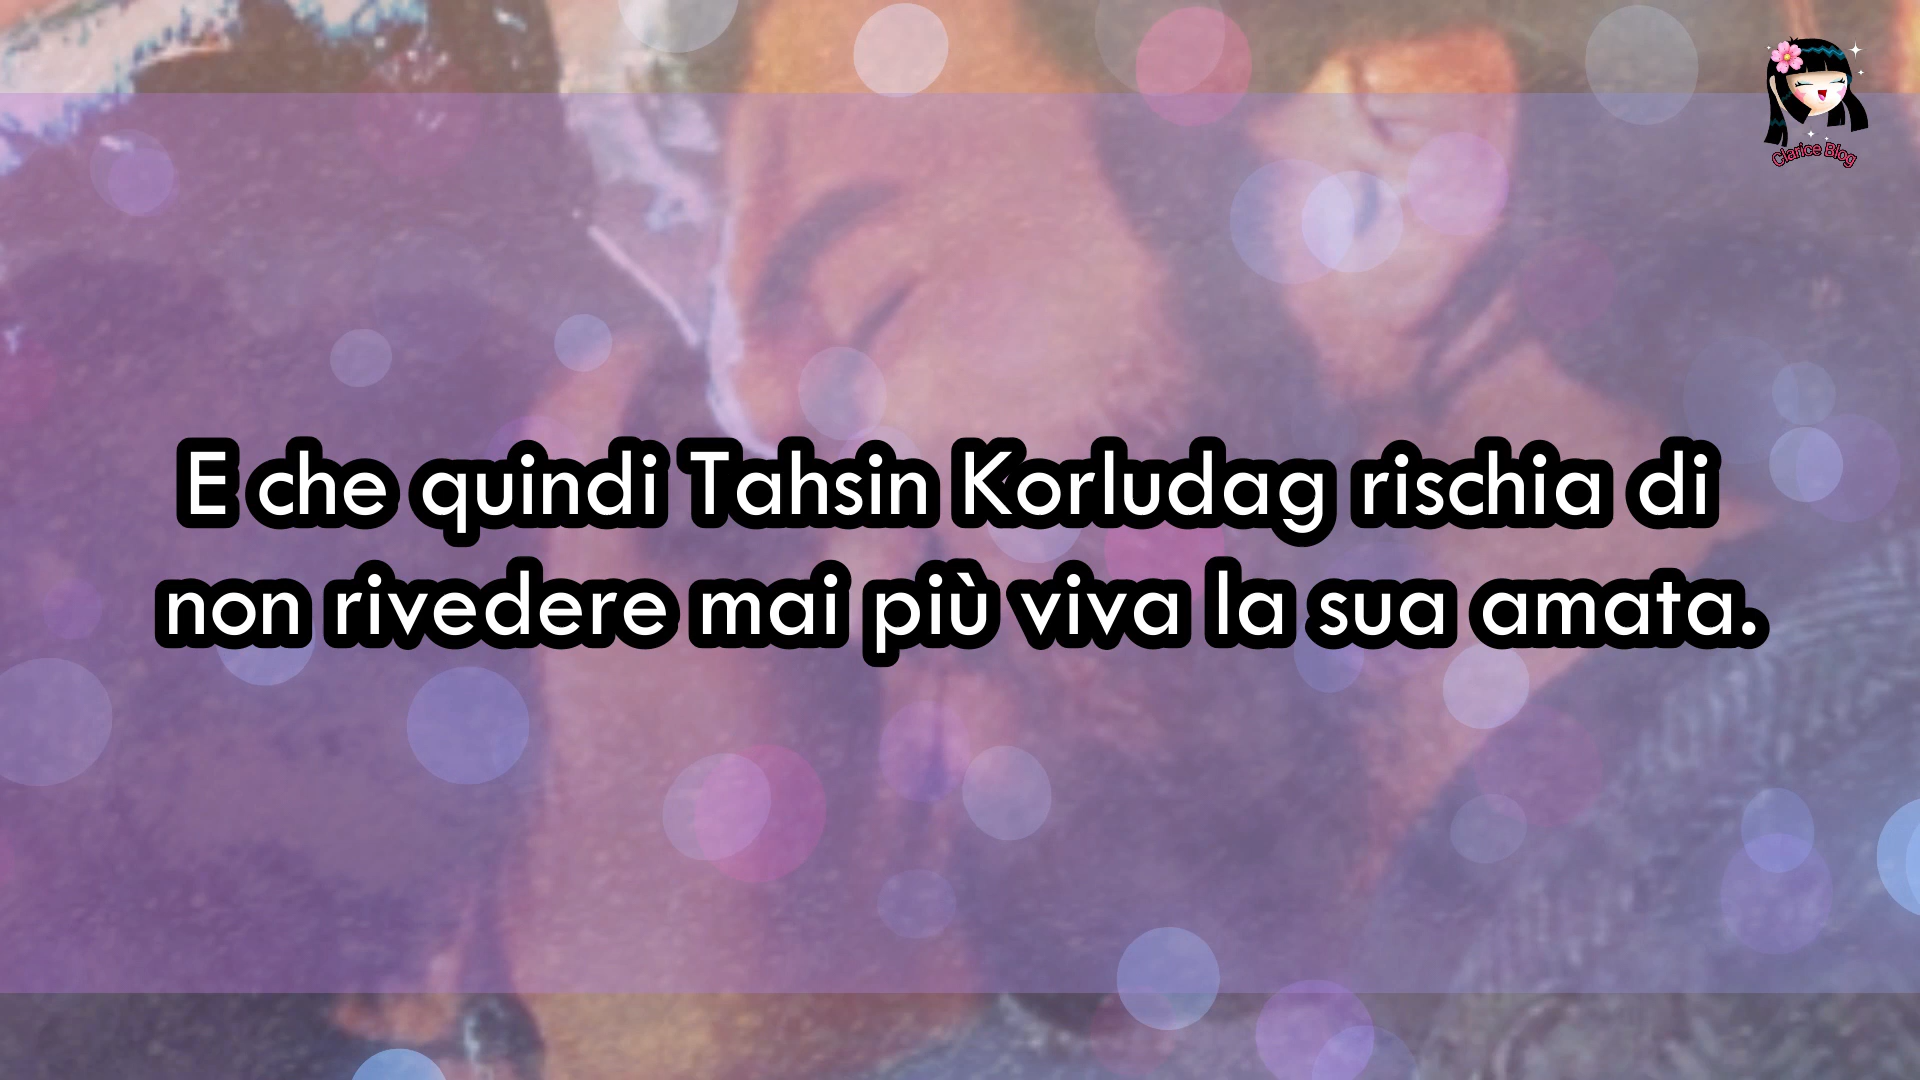 Clarice Blog
E che quindi Tahsin Korludag rischia di
non rivedere mai più viva la sua amata.